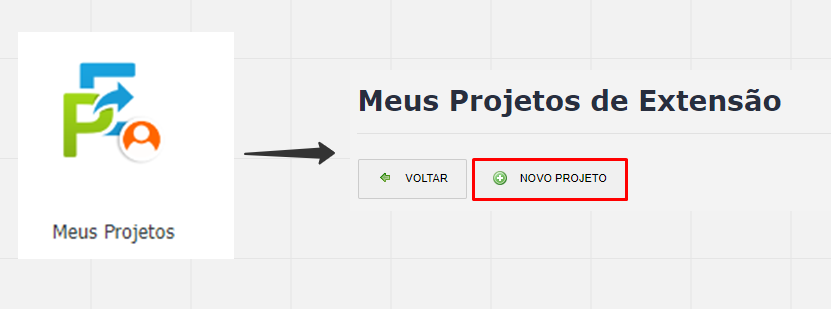 Meus Projetos
Meus Projetos de Extensão
VOLTAR
NOVO PROJETO